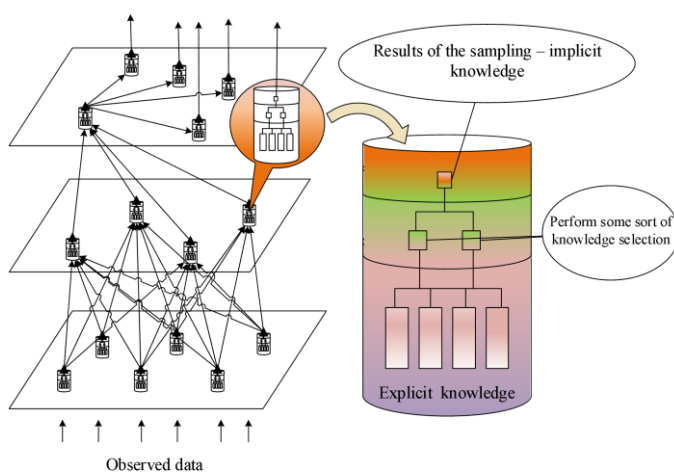 Results of the sampling – implicit
knowledge
Perform some sort of
knowledge selection
Explicit knowledge
Observed data